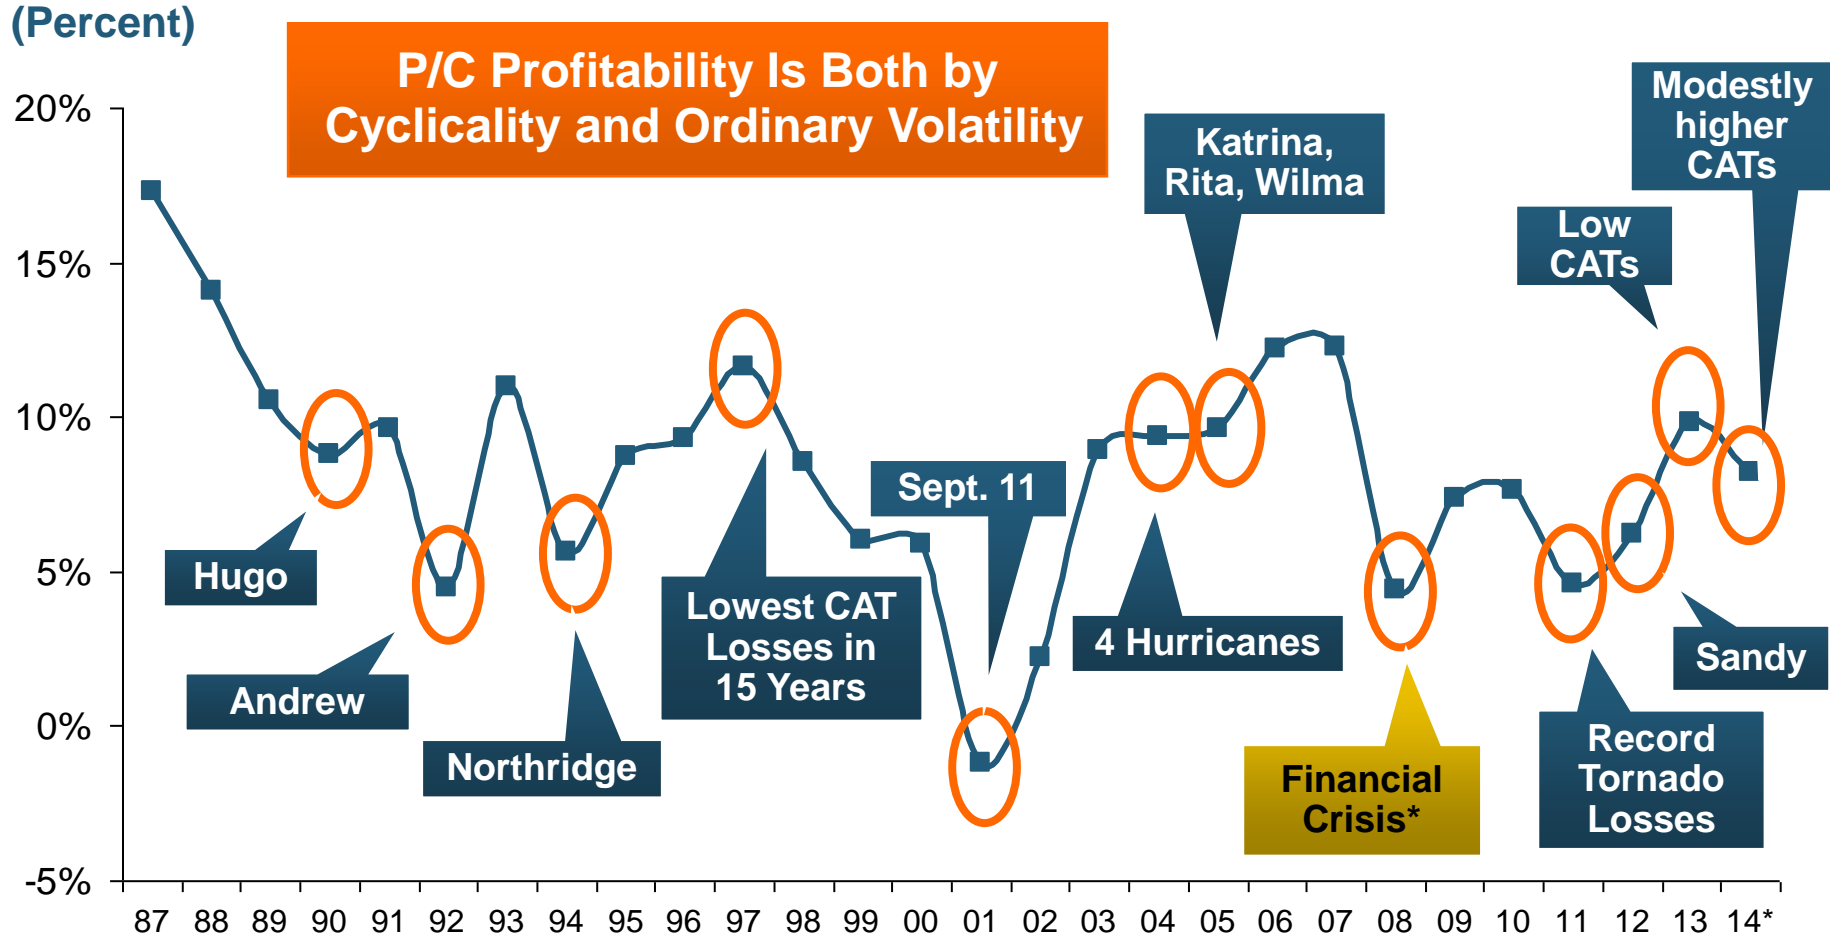 (Percent)
P/C Profitability Is Both by
Cyclicality and Ordinary Volatility
20%
15%
10%
5%
0%
-5%
Hugo
Andrew
Northridge
Lowest CAT
Losses in
15 Years
Sept. 11
4 Hurricanes
Katrina,
Rita, Wilma
Financial
Crisis*
Record
Tornado
Losses
Sandy
Low
CATs
Modestly
higher
CATs
87 88 89 90 91 92 93 94 95 96 97 98 99 00 01 02 03 04 05 06 07 08 09 10 11 12 13 14*